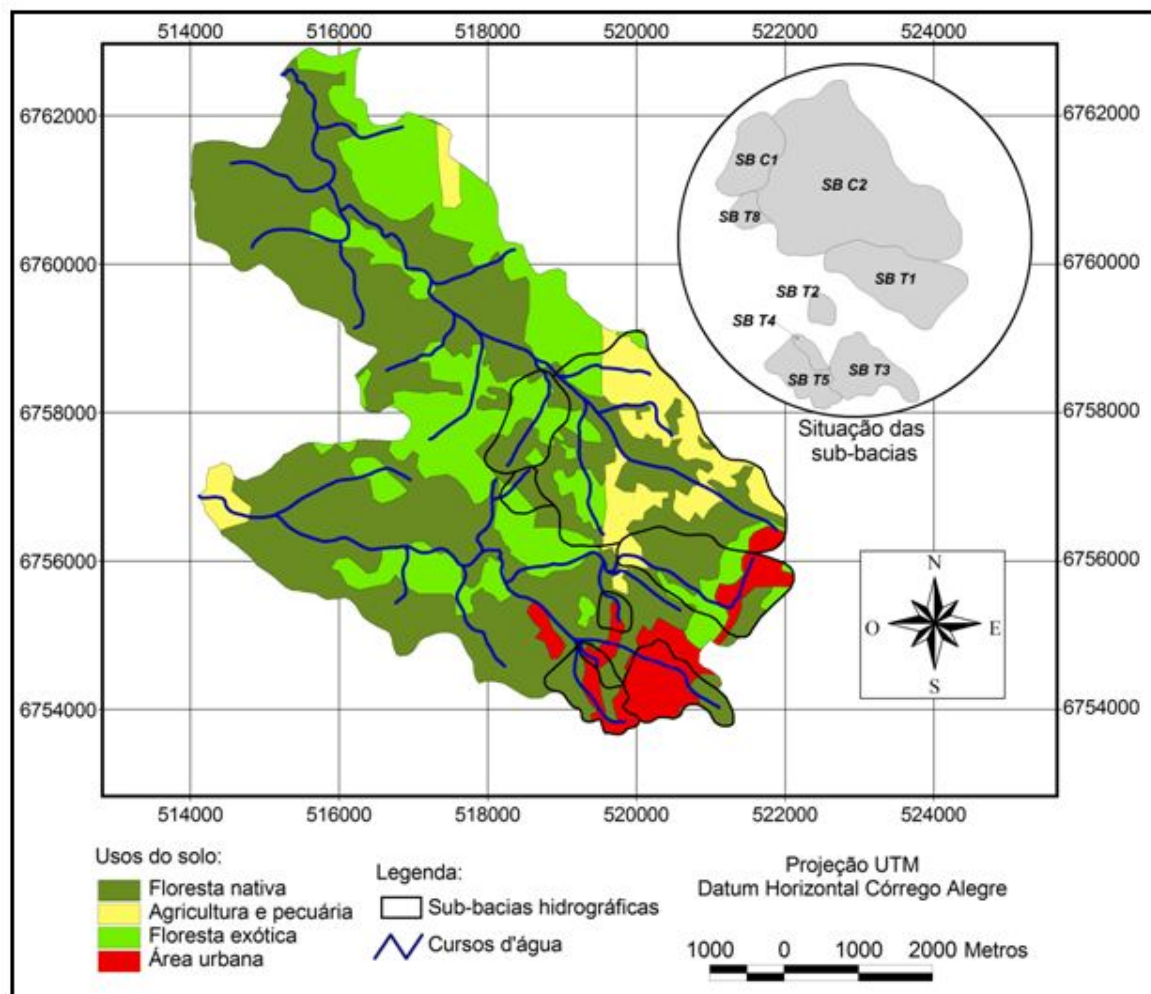 514000 516000 518000 520000 522000 524000
6762000 6762000
6760000 6760000
6758000 6758000
6756000 6756000
6754000 6754000
514000 516000 518000 520000 522000 524000
SB C1
SB C2
SB T8
SB T1
SB T2
SB T4
SB T3
SB T5
Situação das
sub-bacias
N
O E
S
Usos do solo:
Floresta nativa
Agricultura e pecuária
Floresta exótica
Área urbana
Legenda:
Sub-bacias hidrográficas
Cursos d'água
Projeção UTM
Datum Horizontal Córrego Alegre
1000 0 1000 2000 Metros